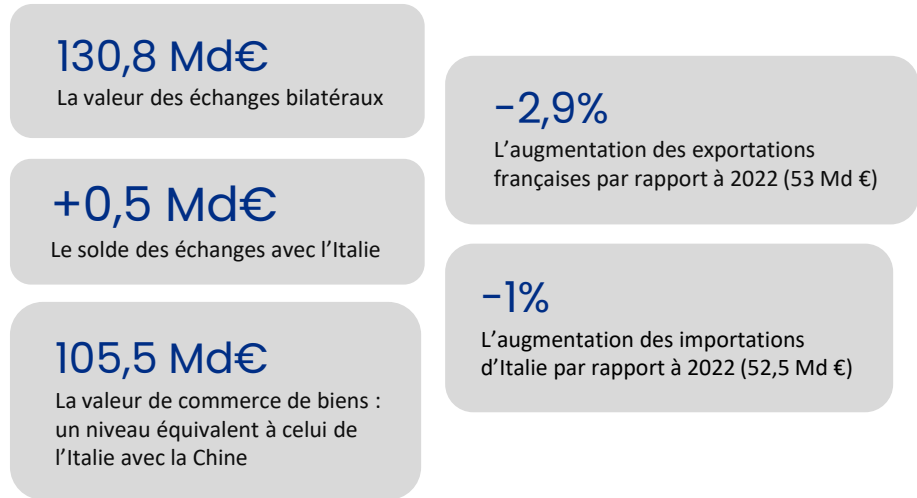 130,8 Md€
La valeur des échanges bilatéraux
+0,5 Md€
Le solde des échanges avec l’Italie
105,5 Md€
La valeur de commerce de biens :
un niveau équivalent à celui de
l’Italie avec la Chine
-2,9%
L’augmentation des exportations
françaises par rapport à 2022 (53 Md €)
-1%
L’augmentation des importations
d’Italie par rapport à 2022 (52,5 Md €)